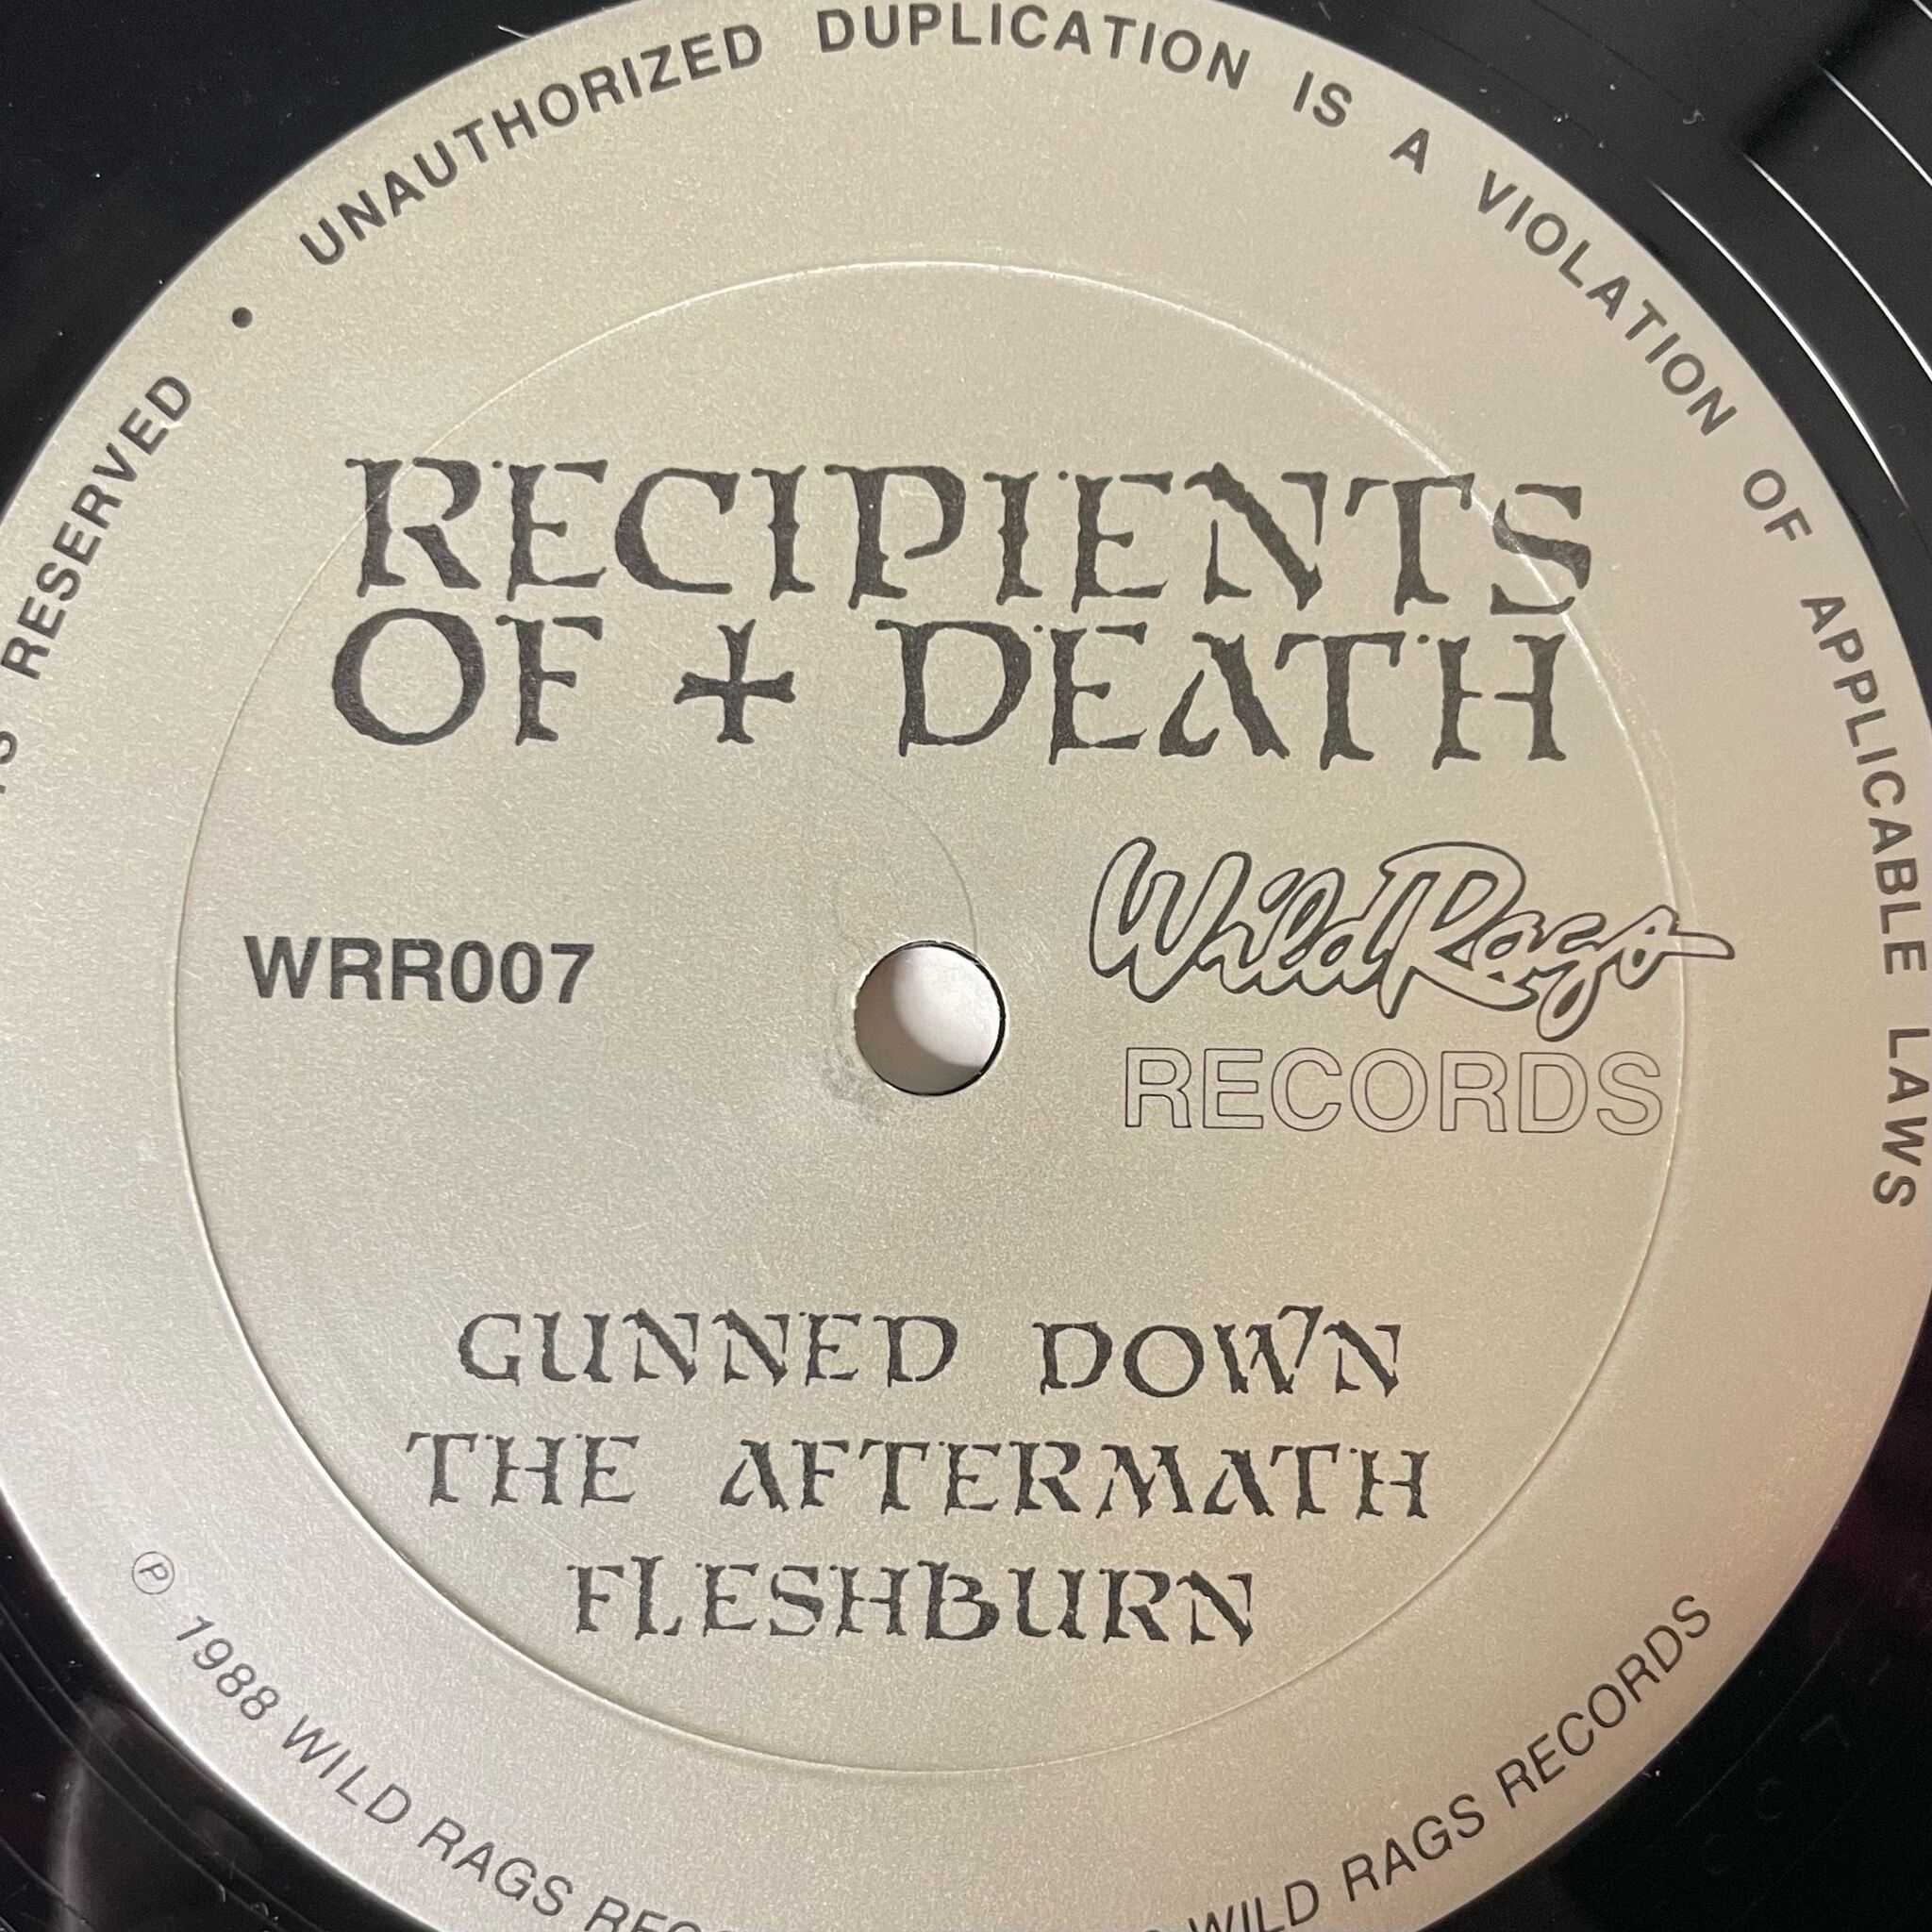 RESERVED • UNAUTHORIZED DUPLICATION IS A VIOLATION OF APPLICABLE LAWS
RECIPIENTS
OF + DEATH
WRR007
Wild Rags
RECORDS
GUNNED DOWN
THE AFTERMATH
FLESHBURN
℗ 1988 WILD RAGS
WILD RAGS RECORDS